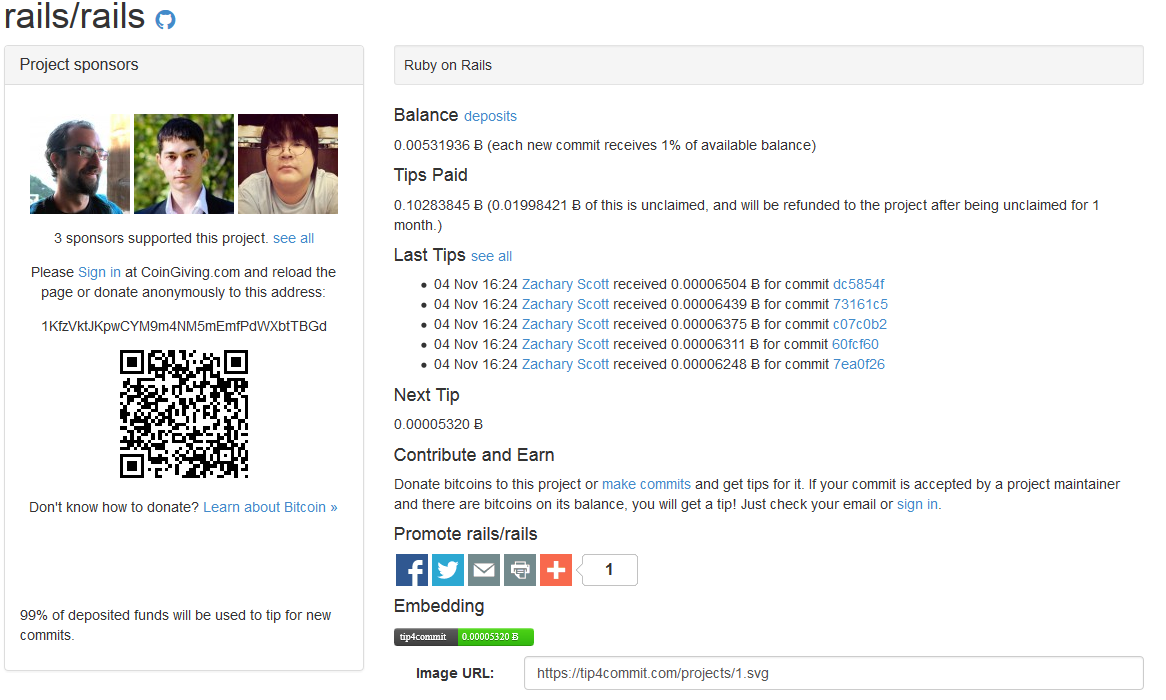 rails/rails
Project sponsors
3 sponsors supported this project. see all
Please Sign in at CoinGiving.com and reload the
page or donate anonymously to this address:
1KfzVktJKpwCYM9m4NM5mEmfPdWXbtTBGd
Don't know how to donate? Learn about Bitcoin »
99% of deposited funds will be used to tip for new
commits.
Ruby on Rails
Balance deposits
0.00531936 Ƀ (each new commit receives 1% of available balance)
Tips Paid
0.10283845 Ƀ (0.01998421 Ƀ of this is unclaimed, and will be refunded to the project after being unclaimed for 1
month.)
Last Tips see all
• 04 Nov 16:24 Zachary Scott received 0.00006504 Ƀ for commit dc5854f
• 04 Nov 16:24 Zachary Scott received 0.00006439 Ƀ for commit 73161c5
• 04 Nov 16:24 Zachary Scott received 0.00006375 Ƀ for commit c07c0b2
• 04 Nov 16:24 Zachary Scott received 0.00006311 Ƀ for commit 60fcf60
• 04 Nov 16:24 Zachary Scott received 0.00006248 Ƀ for commit 7ea0f26
Next Tip
0.00005320 Ƀ
Contribute and Earn
Donate bitcoins to this project or make commits and get tips for it. If your commit is accepted by a project maintainer
and there are bitcoins on its balance, you will get a tip! Just check your email or sign in.
Promote rails/rails
1
Embedding
tip4commit 0.00005320 Ƀ
Image URL: https://tip4commit.com/projects/1.svg